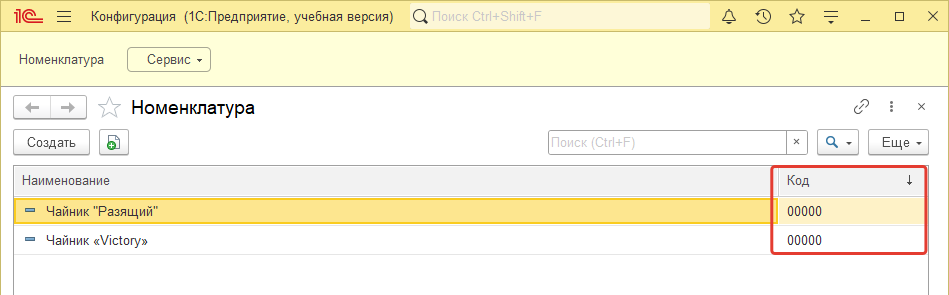 1С Конфигурация (1С:Предприятие, учебная версия) Поиск Ctrl+Shift+F
Номенклатура Сервис
Номенклатура
Создать Поиск (Ctrl+F) × Еще
Наименование Код
Чайник "Разящий" 00000
Чайник «Victory» 00000